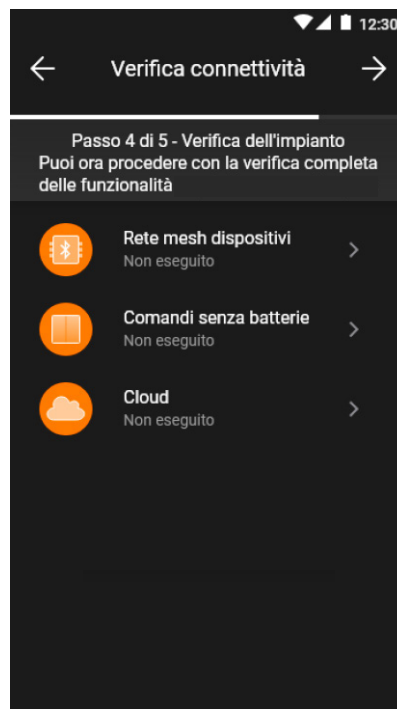 12:30
Verifica connettività
Passo 4 di 5 - Verifica dell'impianto
Puoi ora procedere con la verifica completa
delle funzionalità
Rete mesh dispositivi
Non eseguito
Comandi senza batterie
Non eseguito
Cloud
Non eseguito